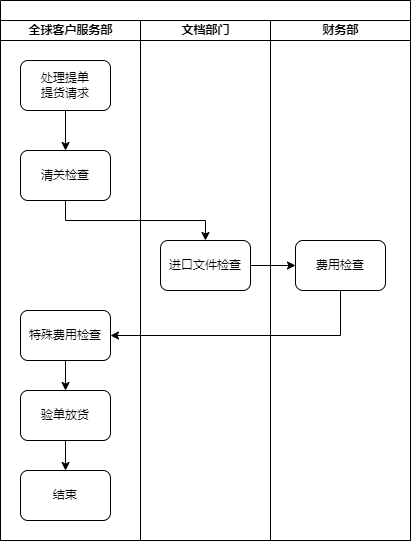 全球客户服务部
文档部门
财务部
处理提单
提货请求
清关检查
进口文件检查
费用检查
特殊费用检查
验单放货
结束